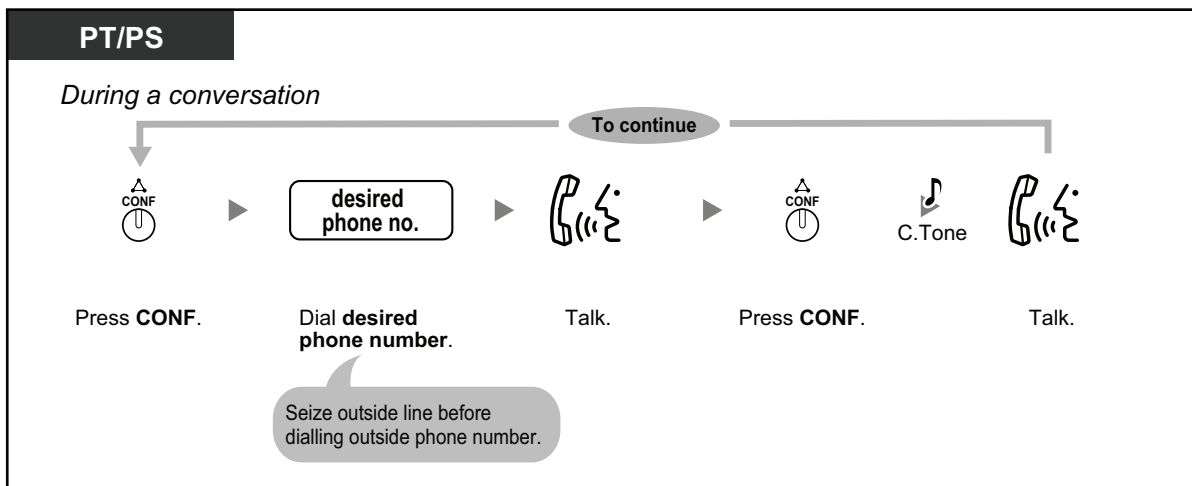 PT/PS
During a conversation
To continue
CONF
desired
phone no.
CONF
C.Tone
Press CONF.
Dial desired
phone number.
Talk.
Press CONF.
Talk.
Seize outside line before
dialling outside phone number.